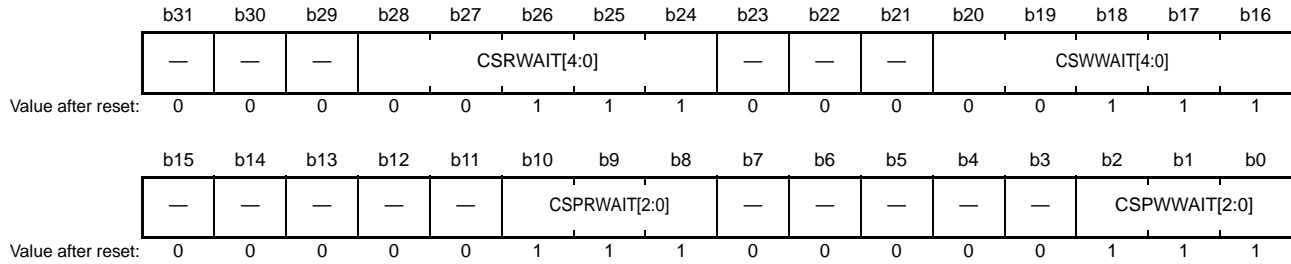 b31 b30 b29 b28 b27 b26 b25 b24 b23 b22 b21 b20 b19 b18 b17 b16
— — — CSRWAIT[4:0] — — — CSWWAIT[4:0]
Value after reset: 0 0 0 0 0 1 1 1 0 0 0 0 0 1 1 1
b15 b14 b13 b12 b11 b10 b9 b8 b7 b6 b5 b4 b3 b2 b1 b0
— — — — — CSPRWAIT[2:0] — — — — — CSPWWAIT[2:0]
Value after reset: 0 0 0 0 0 1 1 1 0 0 0 0 0 1 1 1